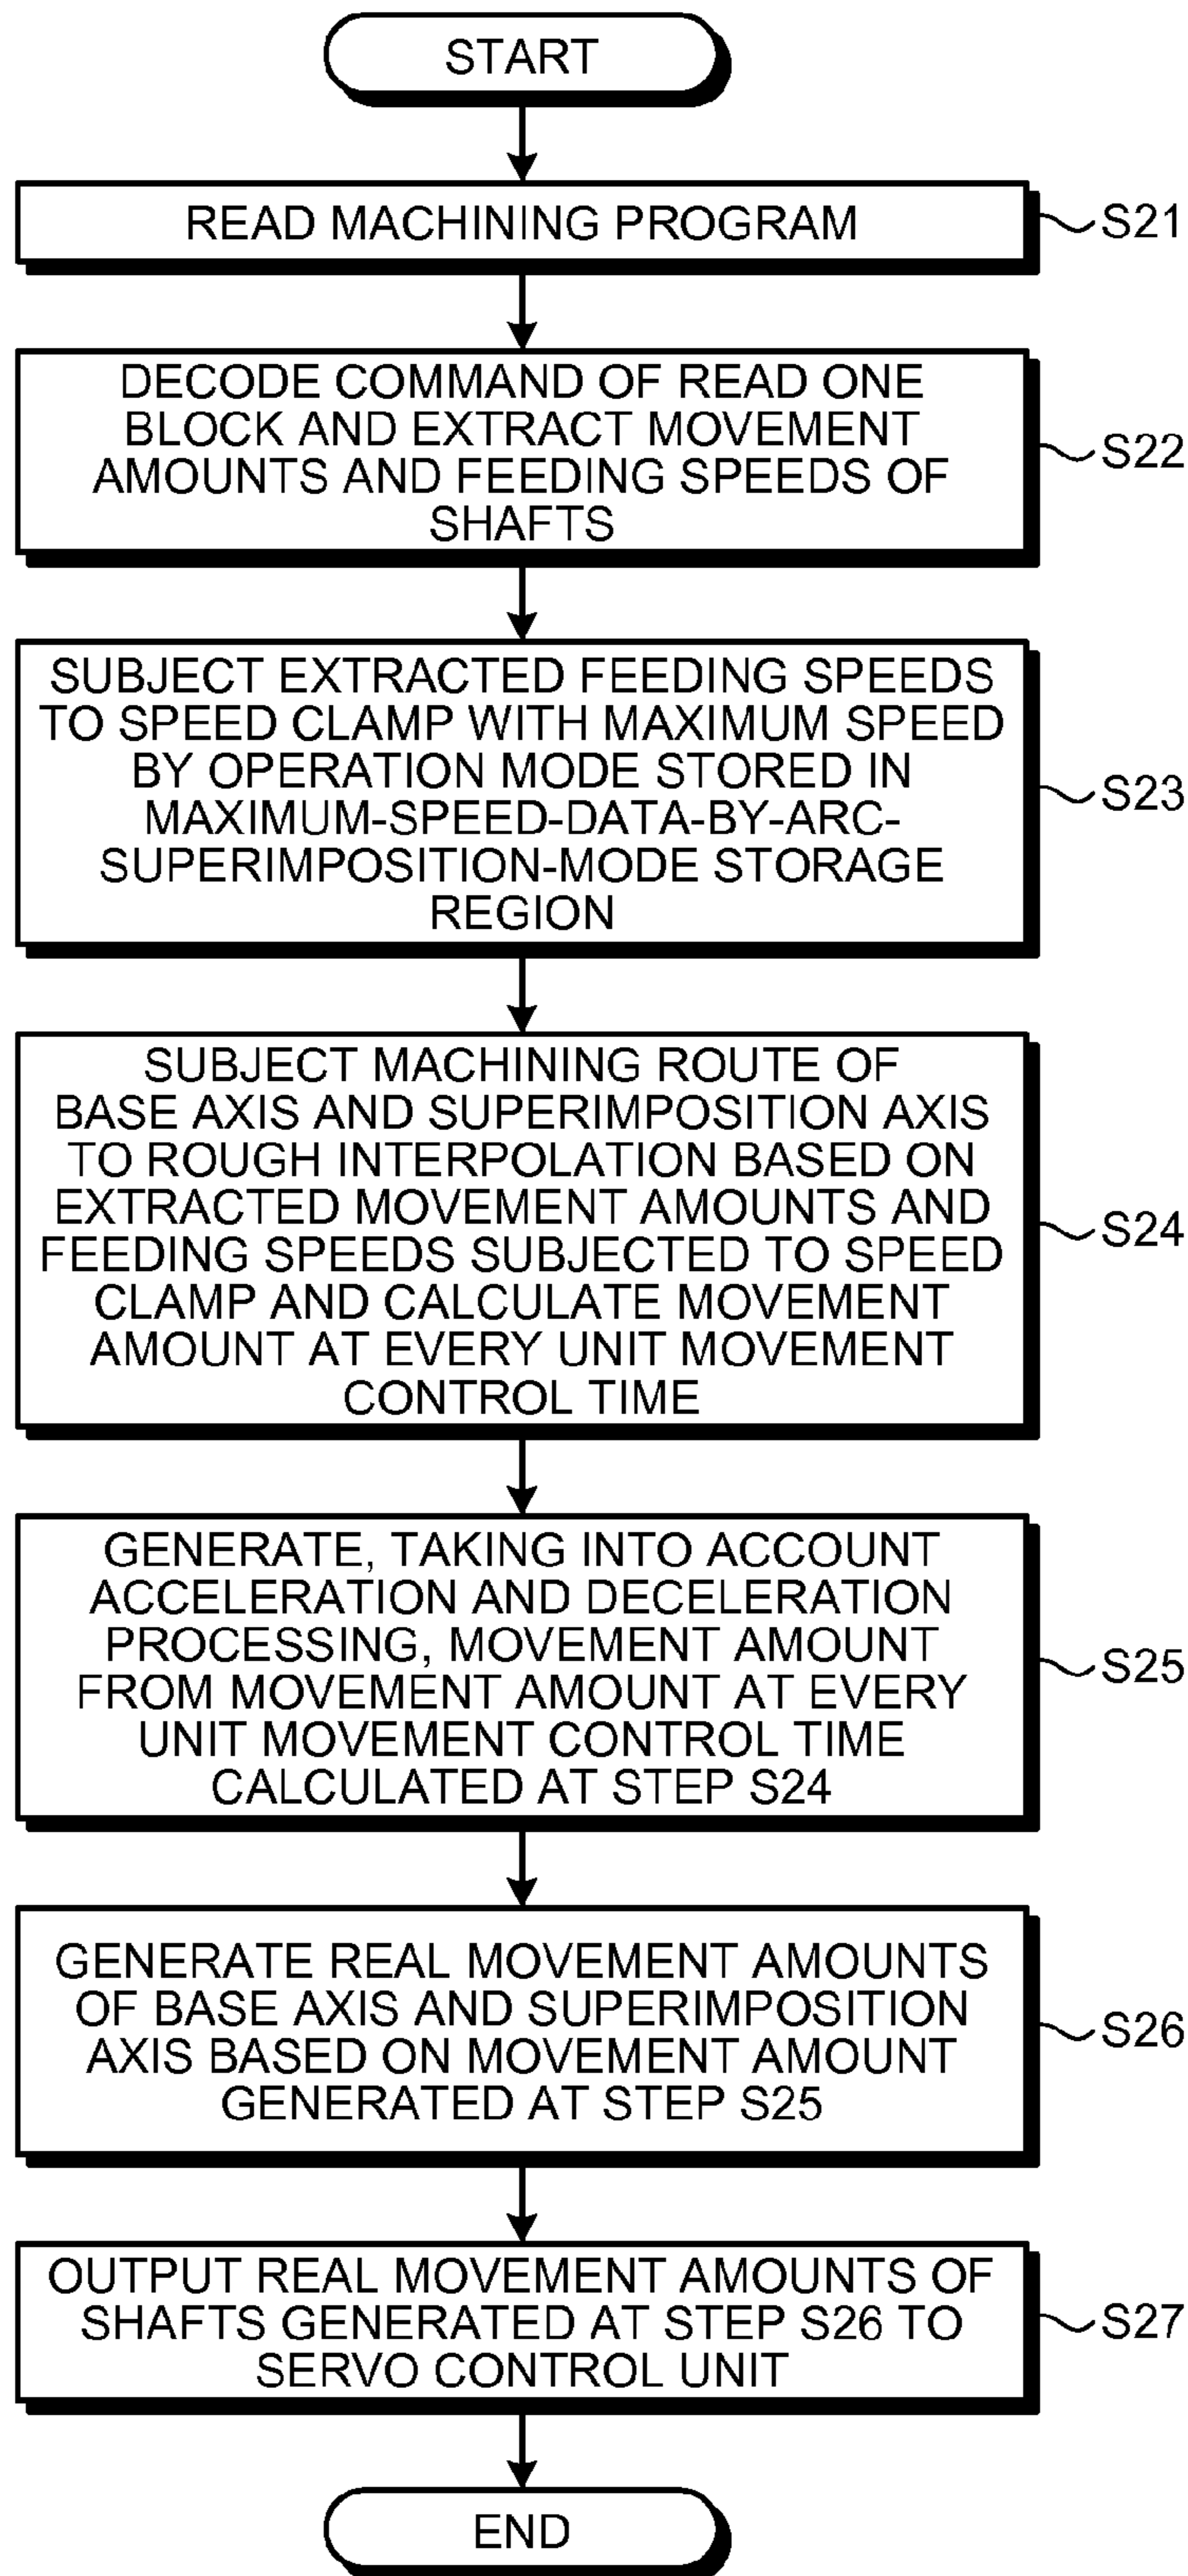 START
READ MACHINING PROGRAM
S21
DECODE COMMAND OF READ ONE
BLOCK AND EXTRACT MOVEMENT
AMOUNTS AND FEEDING SPEEDS OF
SHAFTS
S22
SUBJECT EXTRACTED FEEDING SPEEDS
TO SPEED CLAMP WITH MAXIMUM SPEED
BY OPERATION MODE STORED IN
MAXIMUM-SPEED-DATA-BY-ARC-
SUPERIMPOSITION-MODE STORAGE
REGION
S23
SUBJECT MACHINING ROUTE OF
BASE AXIS AND SUPERIMPOSITION AXIS
TO ROUGH INTERPOLATION BASED ON
EXTRACTED MOVEMENT AMOUNTS AND
FEEDING SPEEDS SUBJECTED TO SPEED
CLAMP AND CALCULATE MOVEMENT
AMOUNT AT EVERY UNIT MOVEMENT
CONTROL TIME
S24
GENERATE, TAKING INTO ACCOUNT
ACCELERATION AND DECELERATION
PROCESSING, MOVEMENT AMOUNT
FROM MOVEMENT AMOUNT AT EVERY
UNIT MOVEMENT CONTROL TIME
CALCULATED AT STEP S24
S25
GENERATE REAL MOVEMENT AMOUNTS
OF BASE AXIS AND SUPERIMPOSITION
AXIS BASED ON MOVEMENT AMOUNT
GENERATED AT STEP S25
S26
OUTPUT REAL MOVEMENT AMOUNTS OF
SHAFTS GENERATED AT STEP S26 TO
SERVO CONTROL UNIT
S27
END